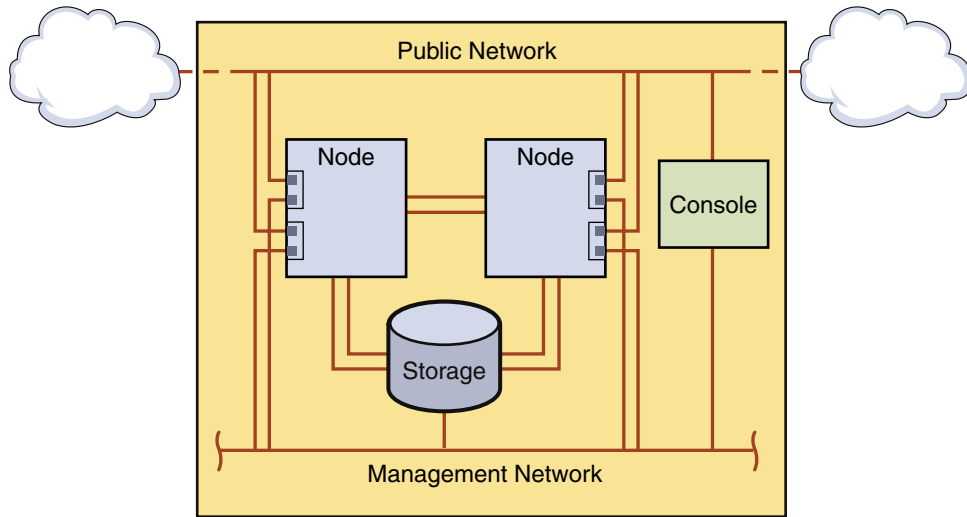 Public Network
Node
Node
Console
Storage
Management Network